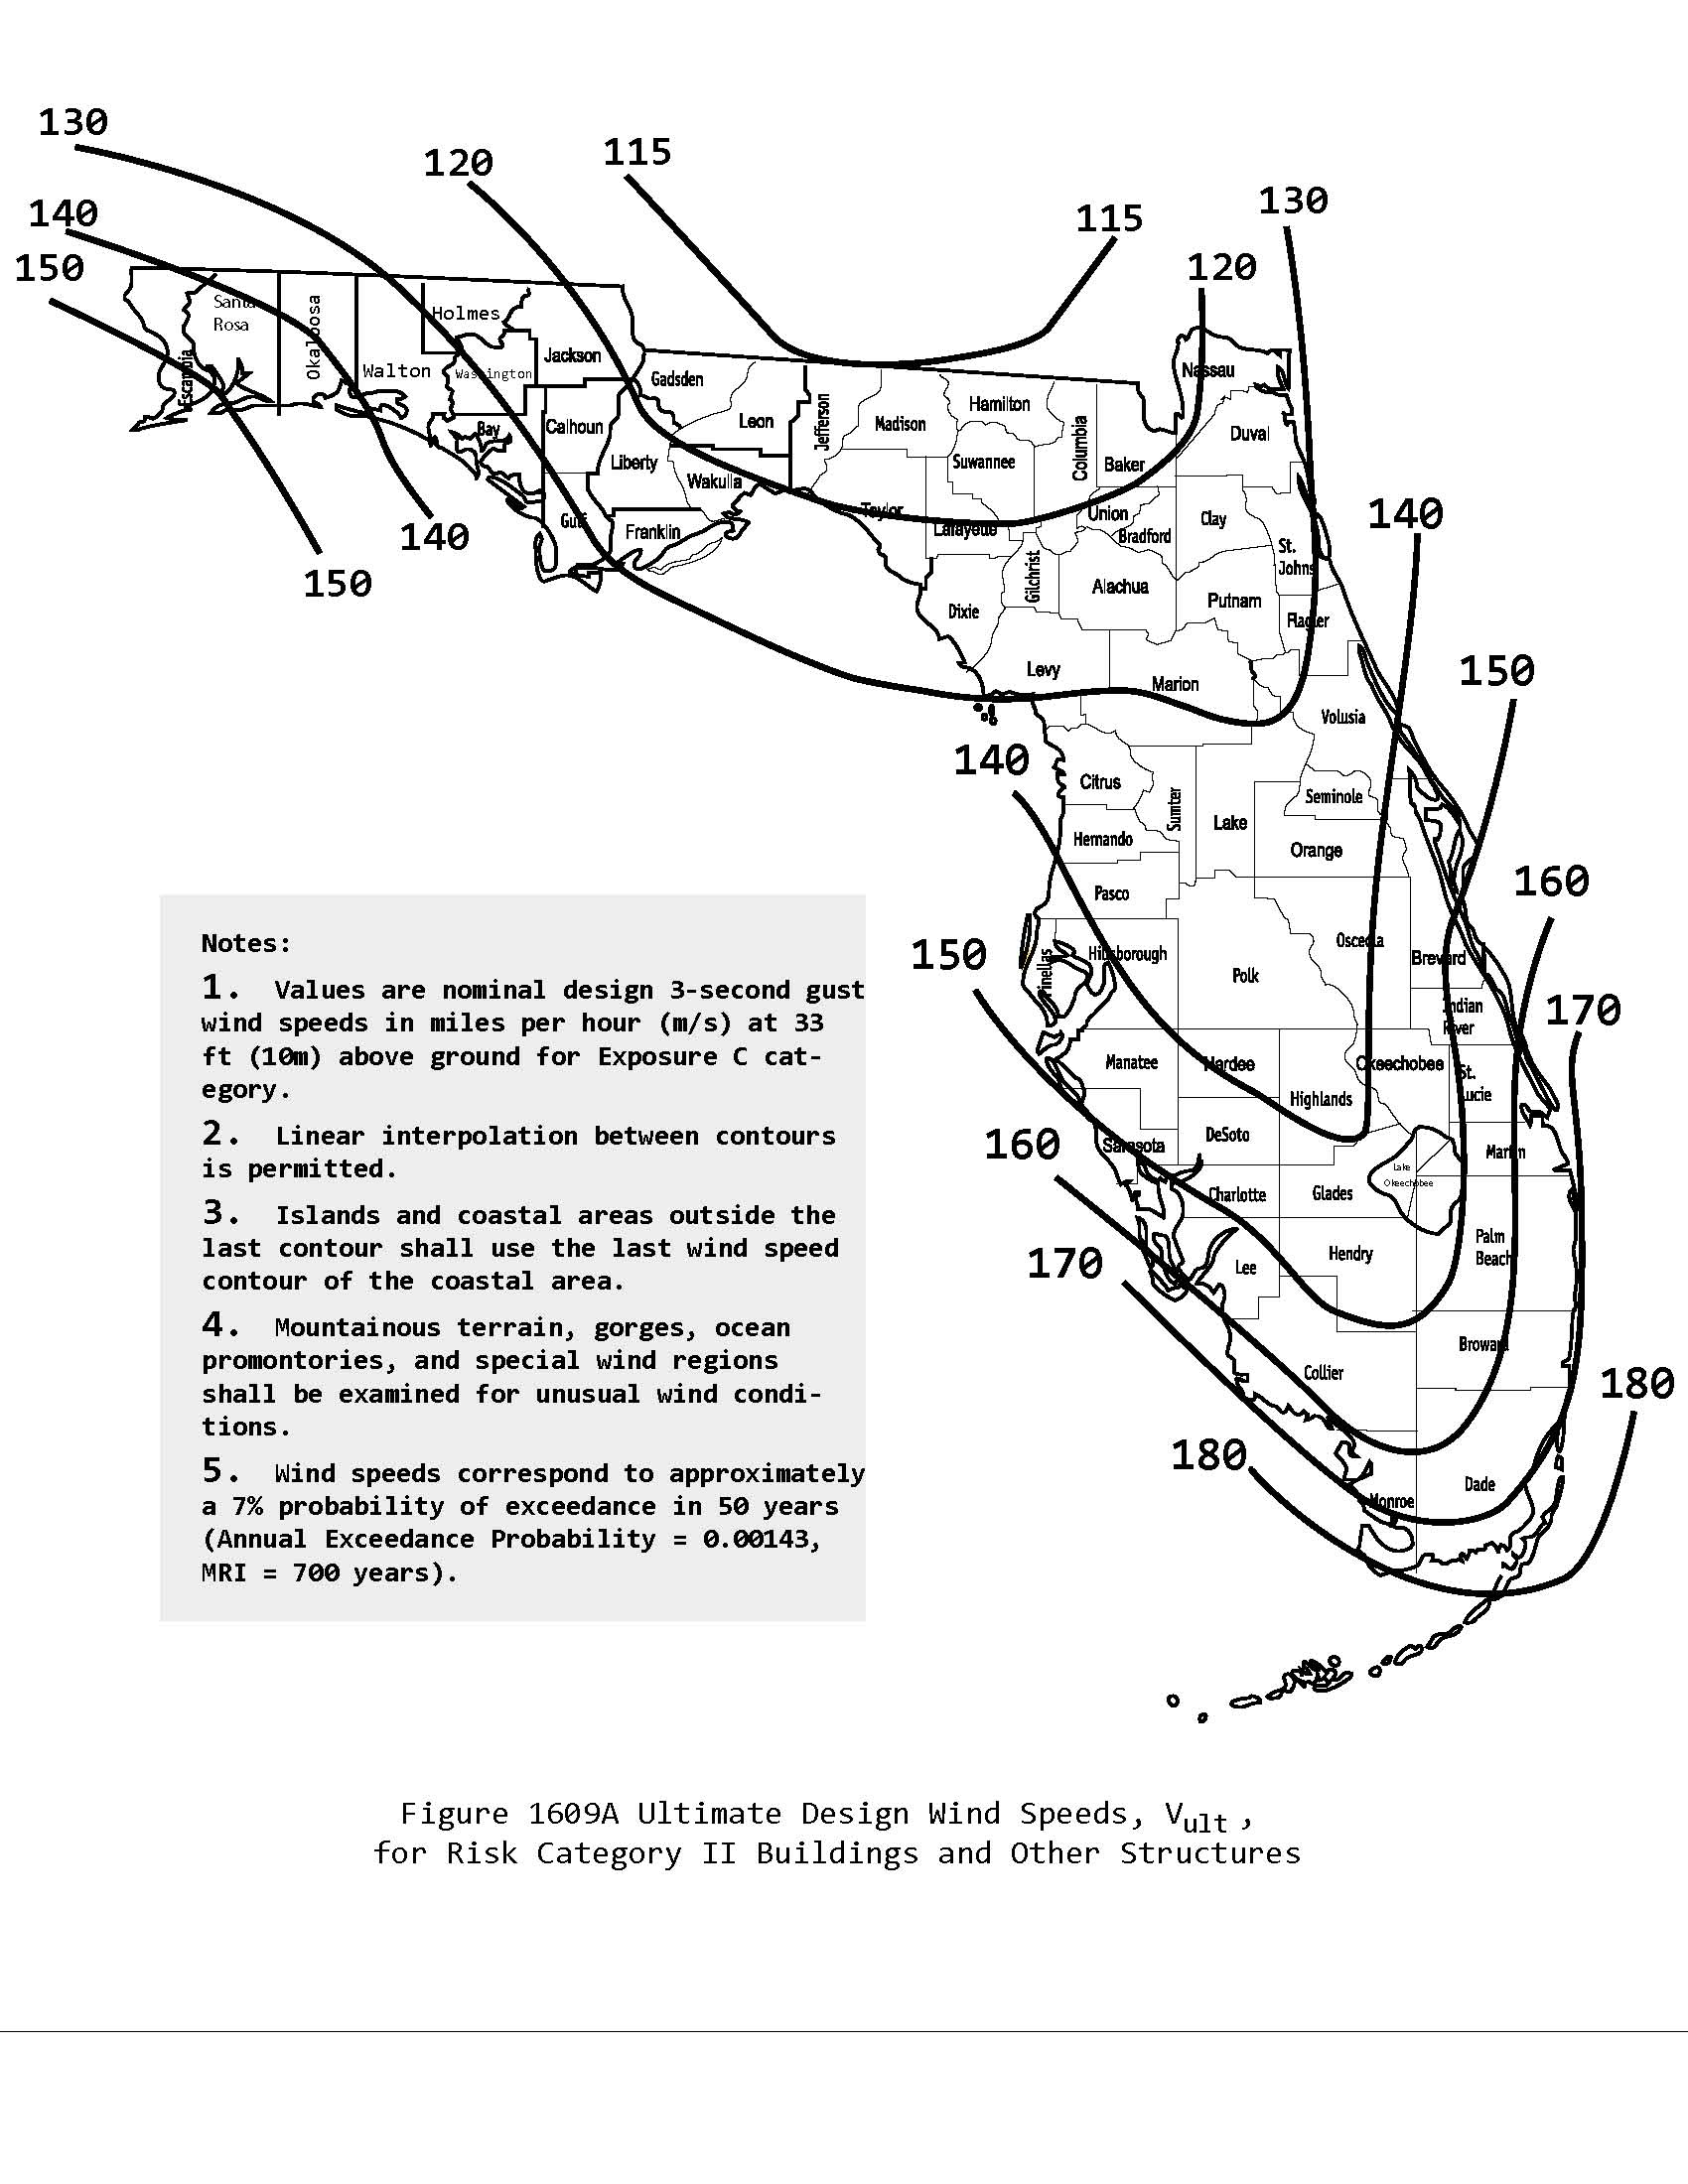 130
120
115
140
150
115
130
120
Santa
Rosa
Escambia
Okaloosa
Walton
Holmes
Washington
Jackson
Bay
Calhoun
Gulf
Liberty
Gadsden
Leon
Wakulla
Franklin
Jefferson
Madison
Taylor
Hamilton
Suwannee
Lafayette
Columbia
Baker
Nassau
Duval
Union
Bradford
Clay
St.
Johns
Gilchrist
Alachua
Putnam
Flagler
Dixie
Levy
Marion
Volusia
150
140
140
150
140
Citrus
Sumter
Lake
Seminole
Hernando
Orange
Pasco
160
150
Pinellas
Hillsborough
Polk
Osceola
Brevard
Indian
River
170
Manatee
Hardee
Highlands
Okeechobee
St.
Lucie
160
Sarasota
DeSoto
Martin
Lake
Okeechobee
Charlotte
Glades
170
Lee
Hendry
Palm
Beach
Collier
Broward
180
180
Monroe
Dade
Notes:
1. Values are nominal design 3-second gust
wind speeds in miles per hour (m/s) at 33
ft (10m) above ground for Exposure C cat-
egory.
2. Linear interpolation between contours
is permitted.
3. Islands and coastal areas outside the
last contour shall use the last wind speed
contour of the coastal area.
4. Mountainous terrain, gorges, ocean
promontories, and special wind regions
shall be examined for unusual wind condi-
tions.
5. Wind speeds correspond to approximately
a 7% probability of exceedance in 50 years
(Annual Exceedance Probability = 0.00143,
MRI = 700 years).
Figure 1609A Ultimate Design Wind Speeds, Vult ,
for Risk Category II Buildings and Other Structures